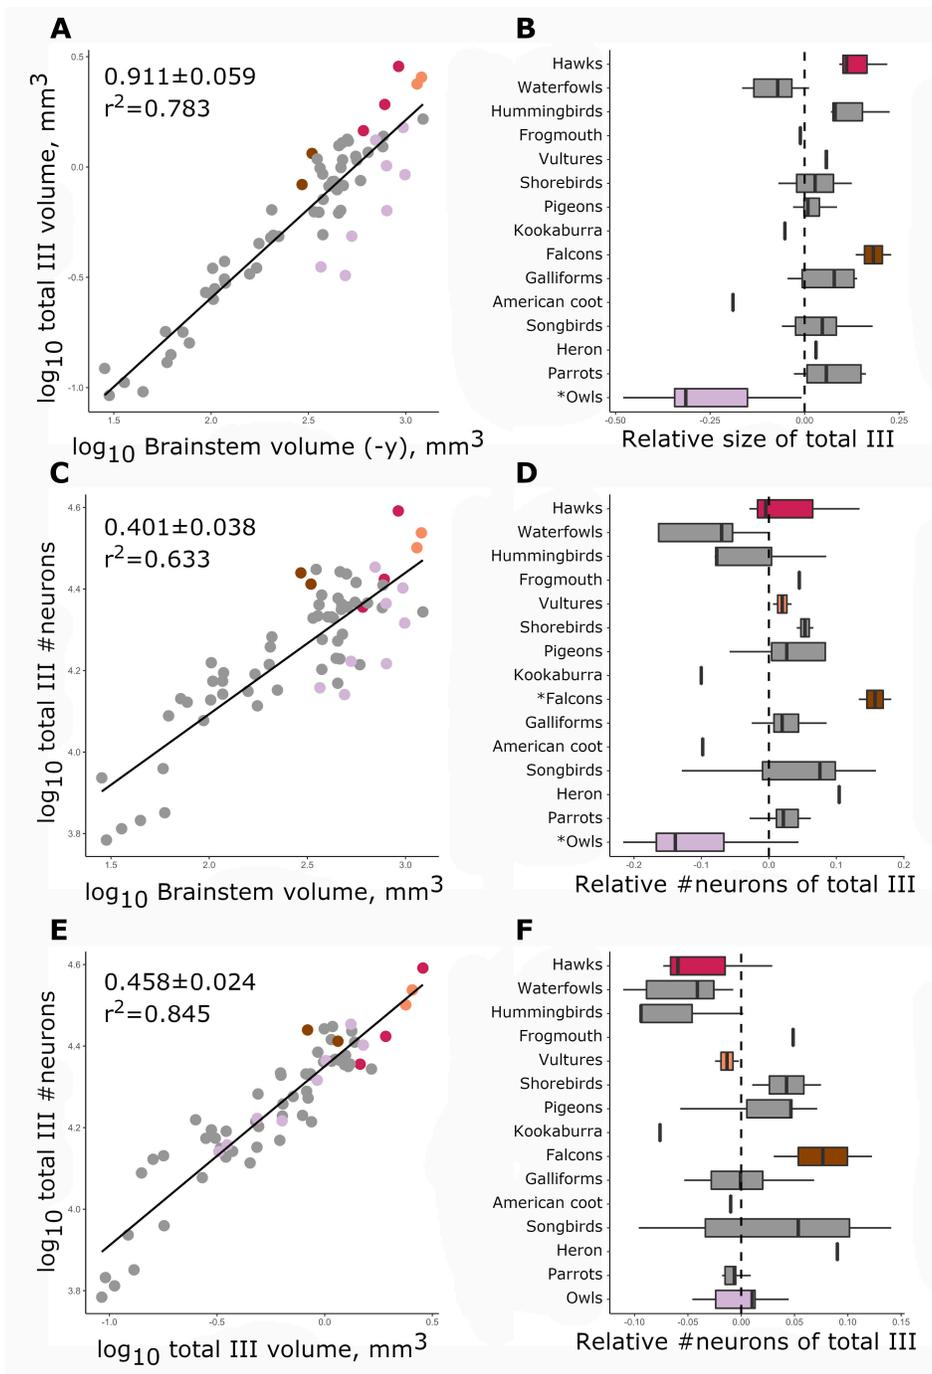 A
0.911±0.059
r2=0.783
0.5
0.0
-0.5
-1.0
1.5
2.0
2.5
3.0
log10 total III volume, mm3
log10 Brainstem volume (-y), mm3
B
Hawks
Waterfowls
Hummingbirds
Frogmouth
Vultures
Shorebirds
Pigeons
Kookaburra
Falcons
Galliforms
American coot
Songbirds
Heron
Parrots
*Owls
-0.50
-0.25
0.00
0.25
Relative size of total III
C
0.401±0.038
r2=0.633
4.6
4.4
4.2
4.0
3.8
1.5
2.0
2.5
3.0
log10 total III #neurons
log10 Brainstem volume, mm3
D
Hawks
Waterfowls
Hummingbirds
Frogmouth
Vultures
Shorebirds
Pigeons
Kookaburra
*Falcons
Galliforms
American coot
Songbirds
Heron
Parrots
*Owls
-0.2
-0.1
0.0
0.1
0.2
Relative #neurons of total III
E
0.458±0.024
r2=0.845
4.6
4.4
4.2
4.0
3.8
-1.0
-0.5
0.0
0.5
log10 total III #neurons
log10 total III volume, mm3
F
Hawks
Waterfowls
Hummingbirds
Frogmouth
Vultures
Shorebirds
Pigeons
Kookaburra
Falcons
Galliforms
American coot
Songbirds
Heron
Parrots
Owls
-0.10
-0.05
0.00
0.05
0.10
0.15
Relative #neurons of total III